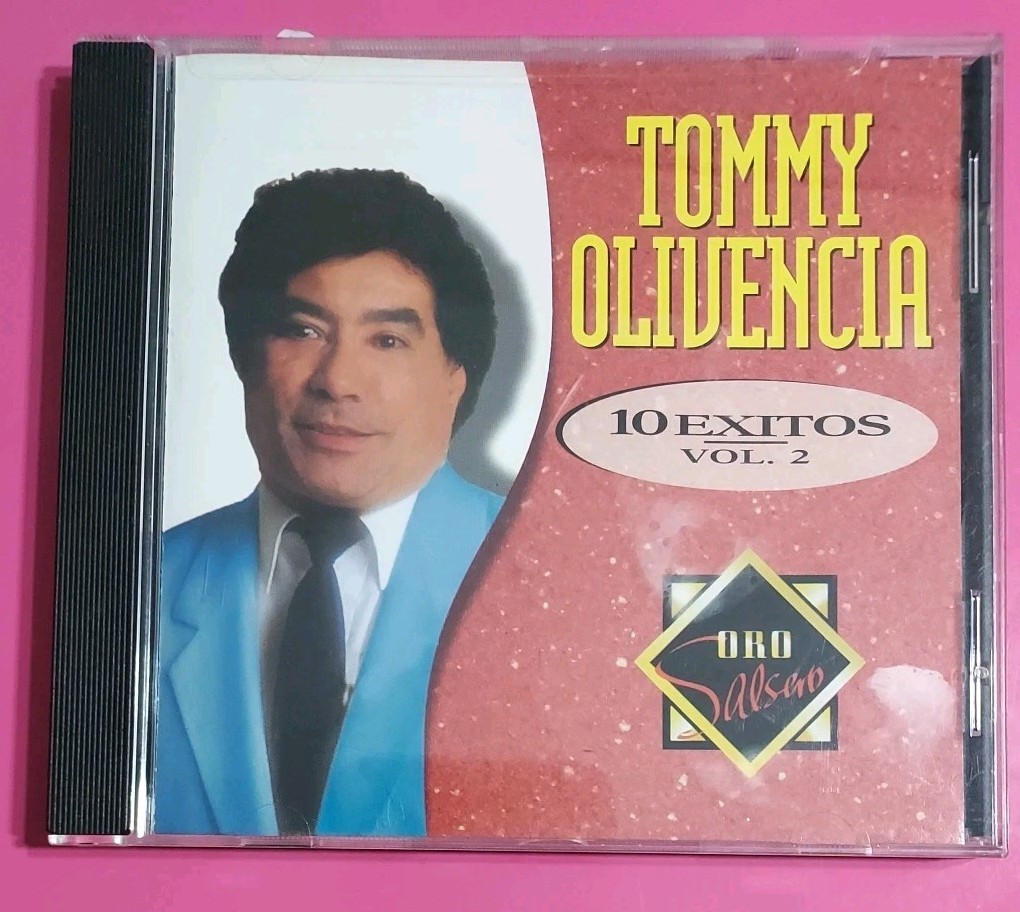 TOMMY
OLIVENCIA
10 EXITOS
VOL. 2
ORO
Salsero